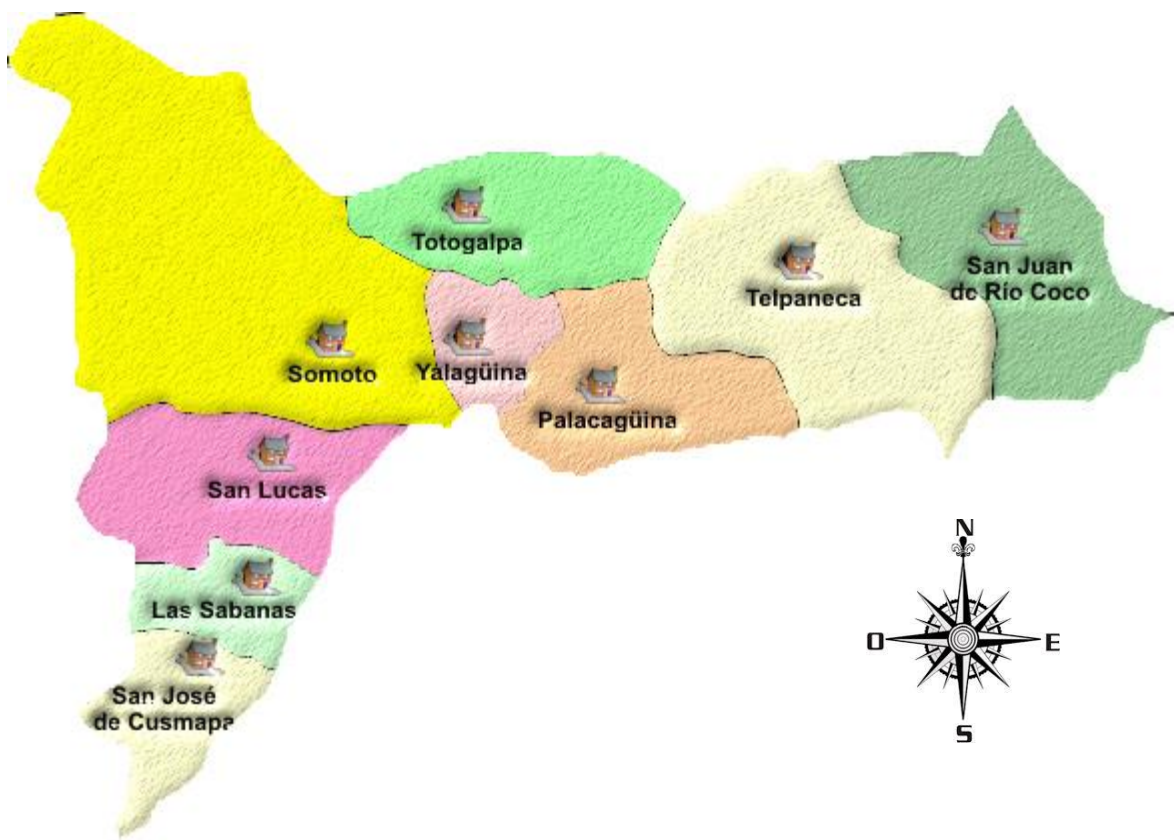 Totogalpa
San Juan
de Río Coco
Telpaneca
Somoto
Yalagüina
Palacagüina
San Lucas
N
Las Sabanas
O
E
San José
de Cusmapa
S